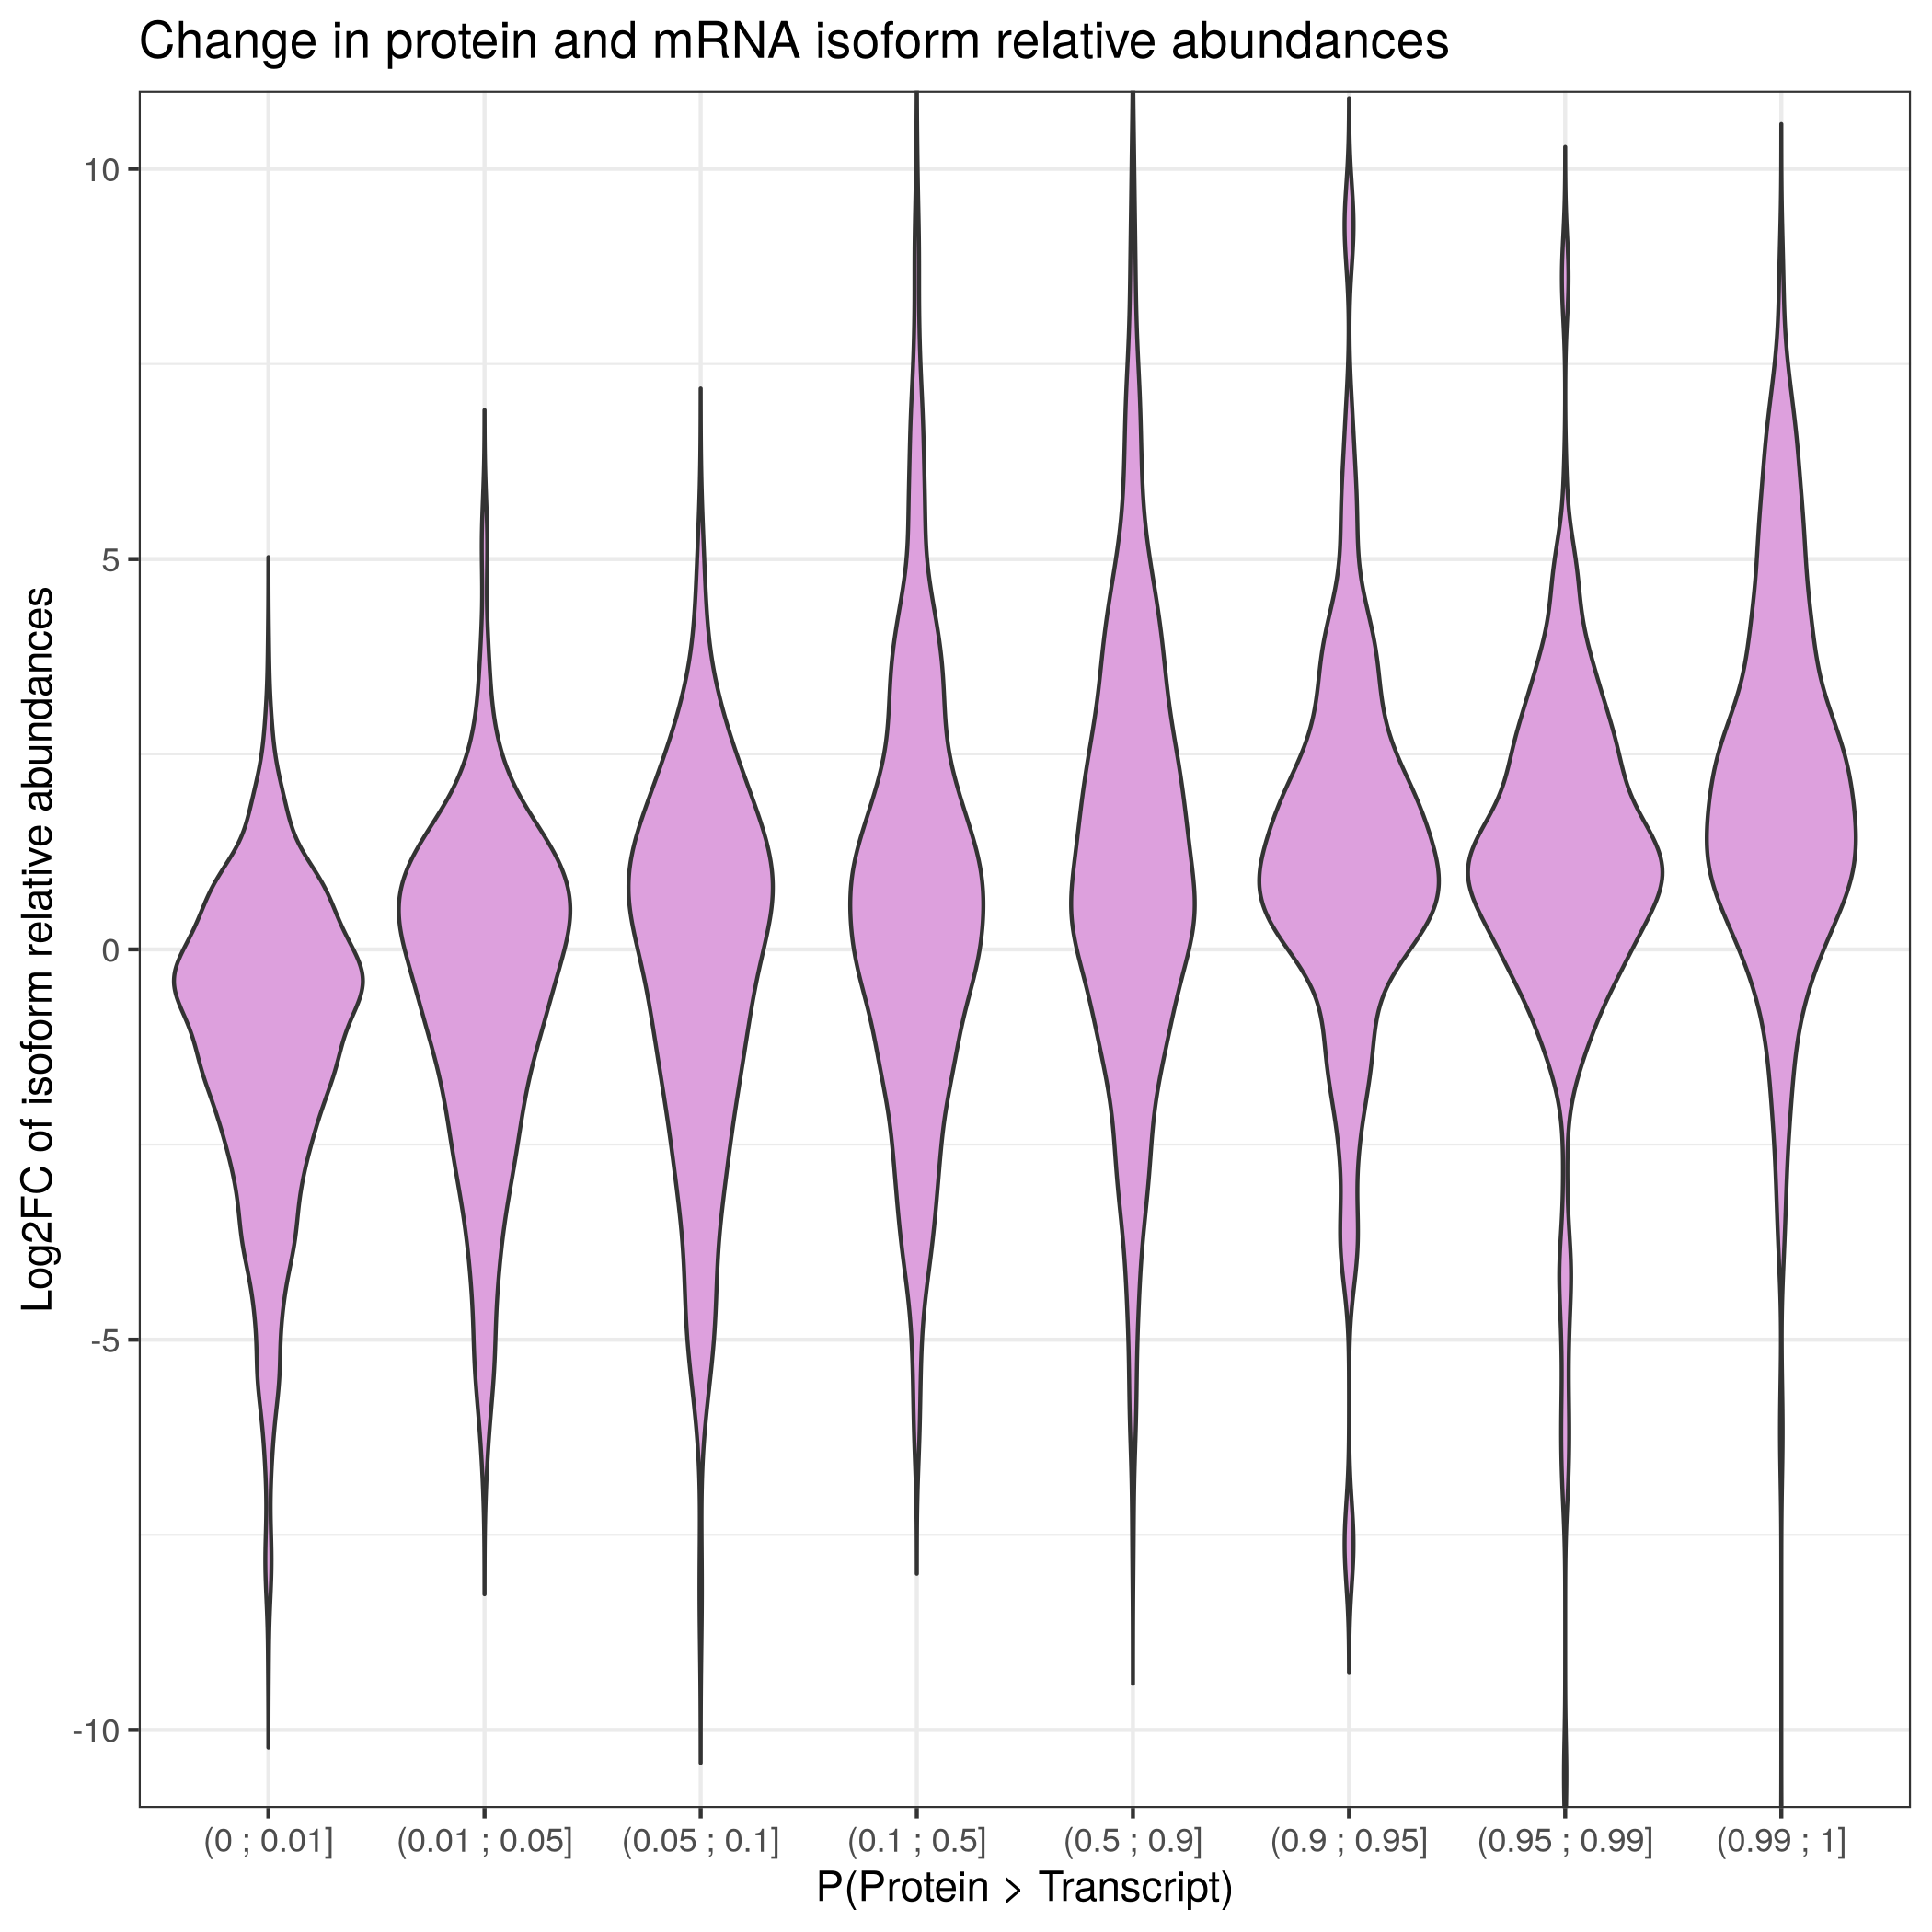 Change in protein and mRNA isoform relative abundances
Log2FC of isoform relative abundances
10
5
0
-5
-10
(0 ; 0.01]
(0.01 ; 0.05]
(0.05 ; 0.1]
(0.1 ; 0.5]
(0.5 ; 0.9]
(0.9 ; 0.95]
(0.95 ; 0.99]
(0.99 ; 1]
P(Protein > Transcript)